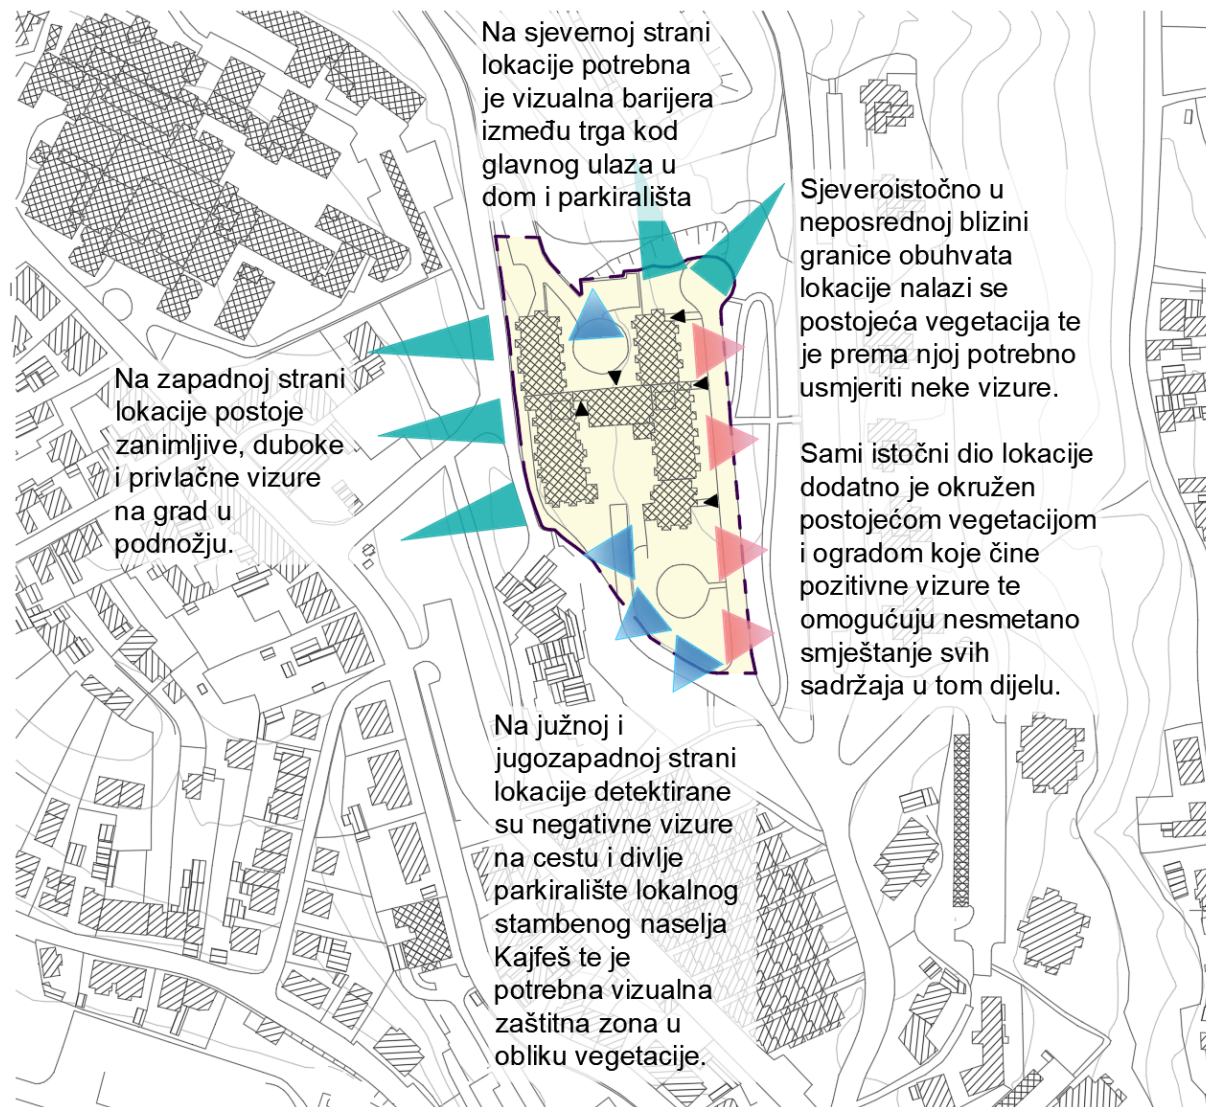 Na sjevernoj strani
lokacije potrebna
je vizualna barijera
između trga kod
glavnog ulaza u
dom i parkirališta
Sjeveroistočno u
neposrednoj blizini
granice obuhvata
lokacije nalazi se
postojeća vegetacija te
je prema njoj potrebno
usmjeriti neke vizure.
Sami istočni dio lokacije
dodatno je okružen
postojećom vegetacijom
i ogradom koje čine
pozitivne vizure te
omogućuju nesmetano
smještanje svih
sadržaja u tom dijelu.
Na zapadnoj strani
lokacije postoje
zanimljive, duboke
i privlačne vizure
na grad u
podnožju.
Na južnoj i
jugozapadnoj strani
lokacije detektirane
su negativne vizure
na cestu i divlje
parkiralište lokalnog
stambenog naselja
Kajfeš te je
potrebna vizualna
zaštitna zona u
obliku vegetacije.